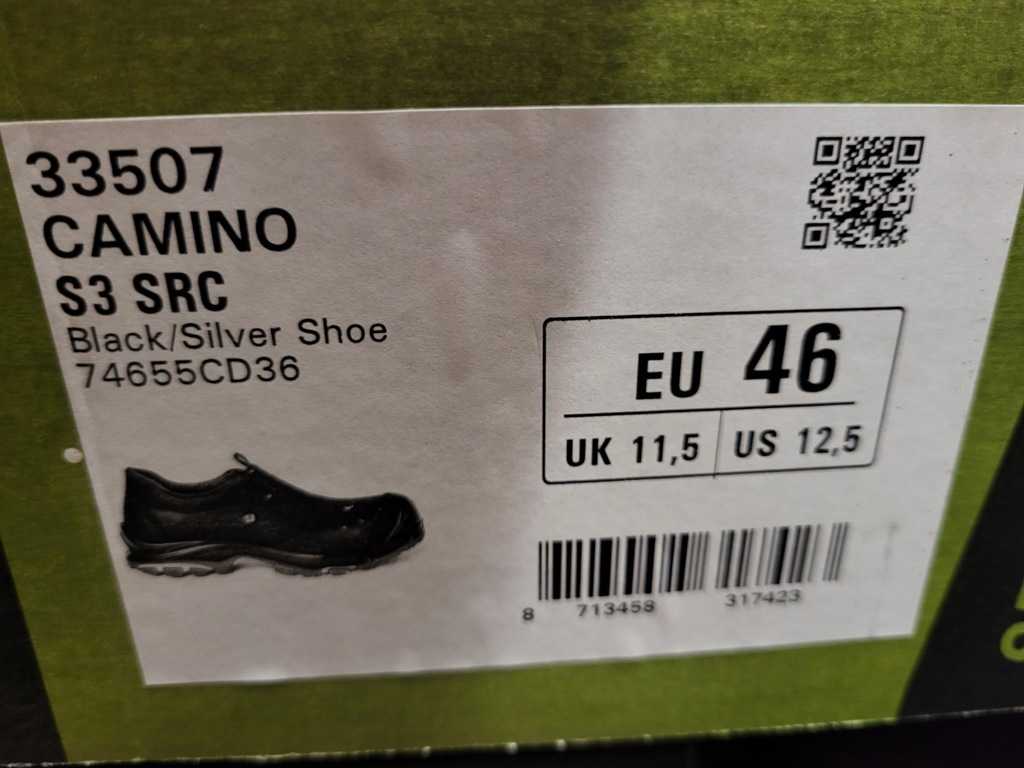 33507
CAMINO
S3 SRC
Black/Silver Shoe
74655CD36
EU 46
UK 11,5 US 12,5
8 713458 317423